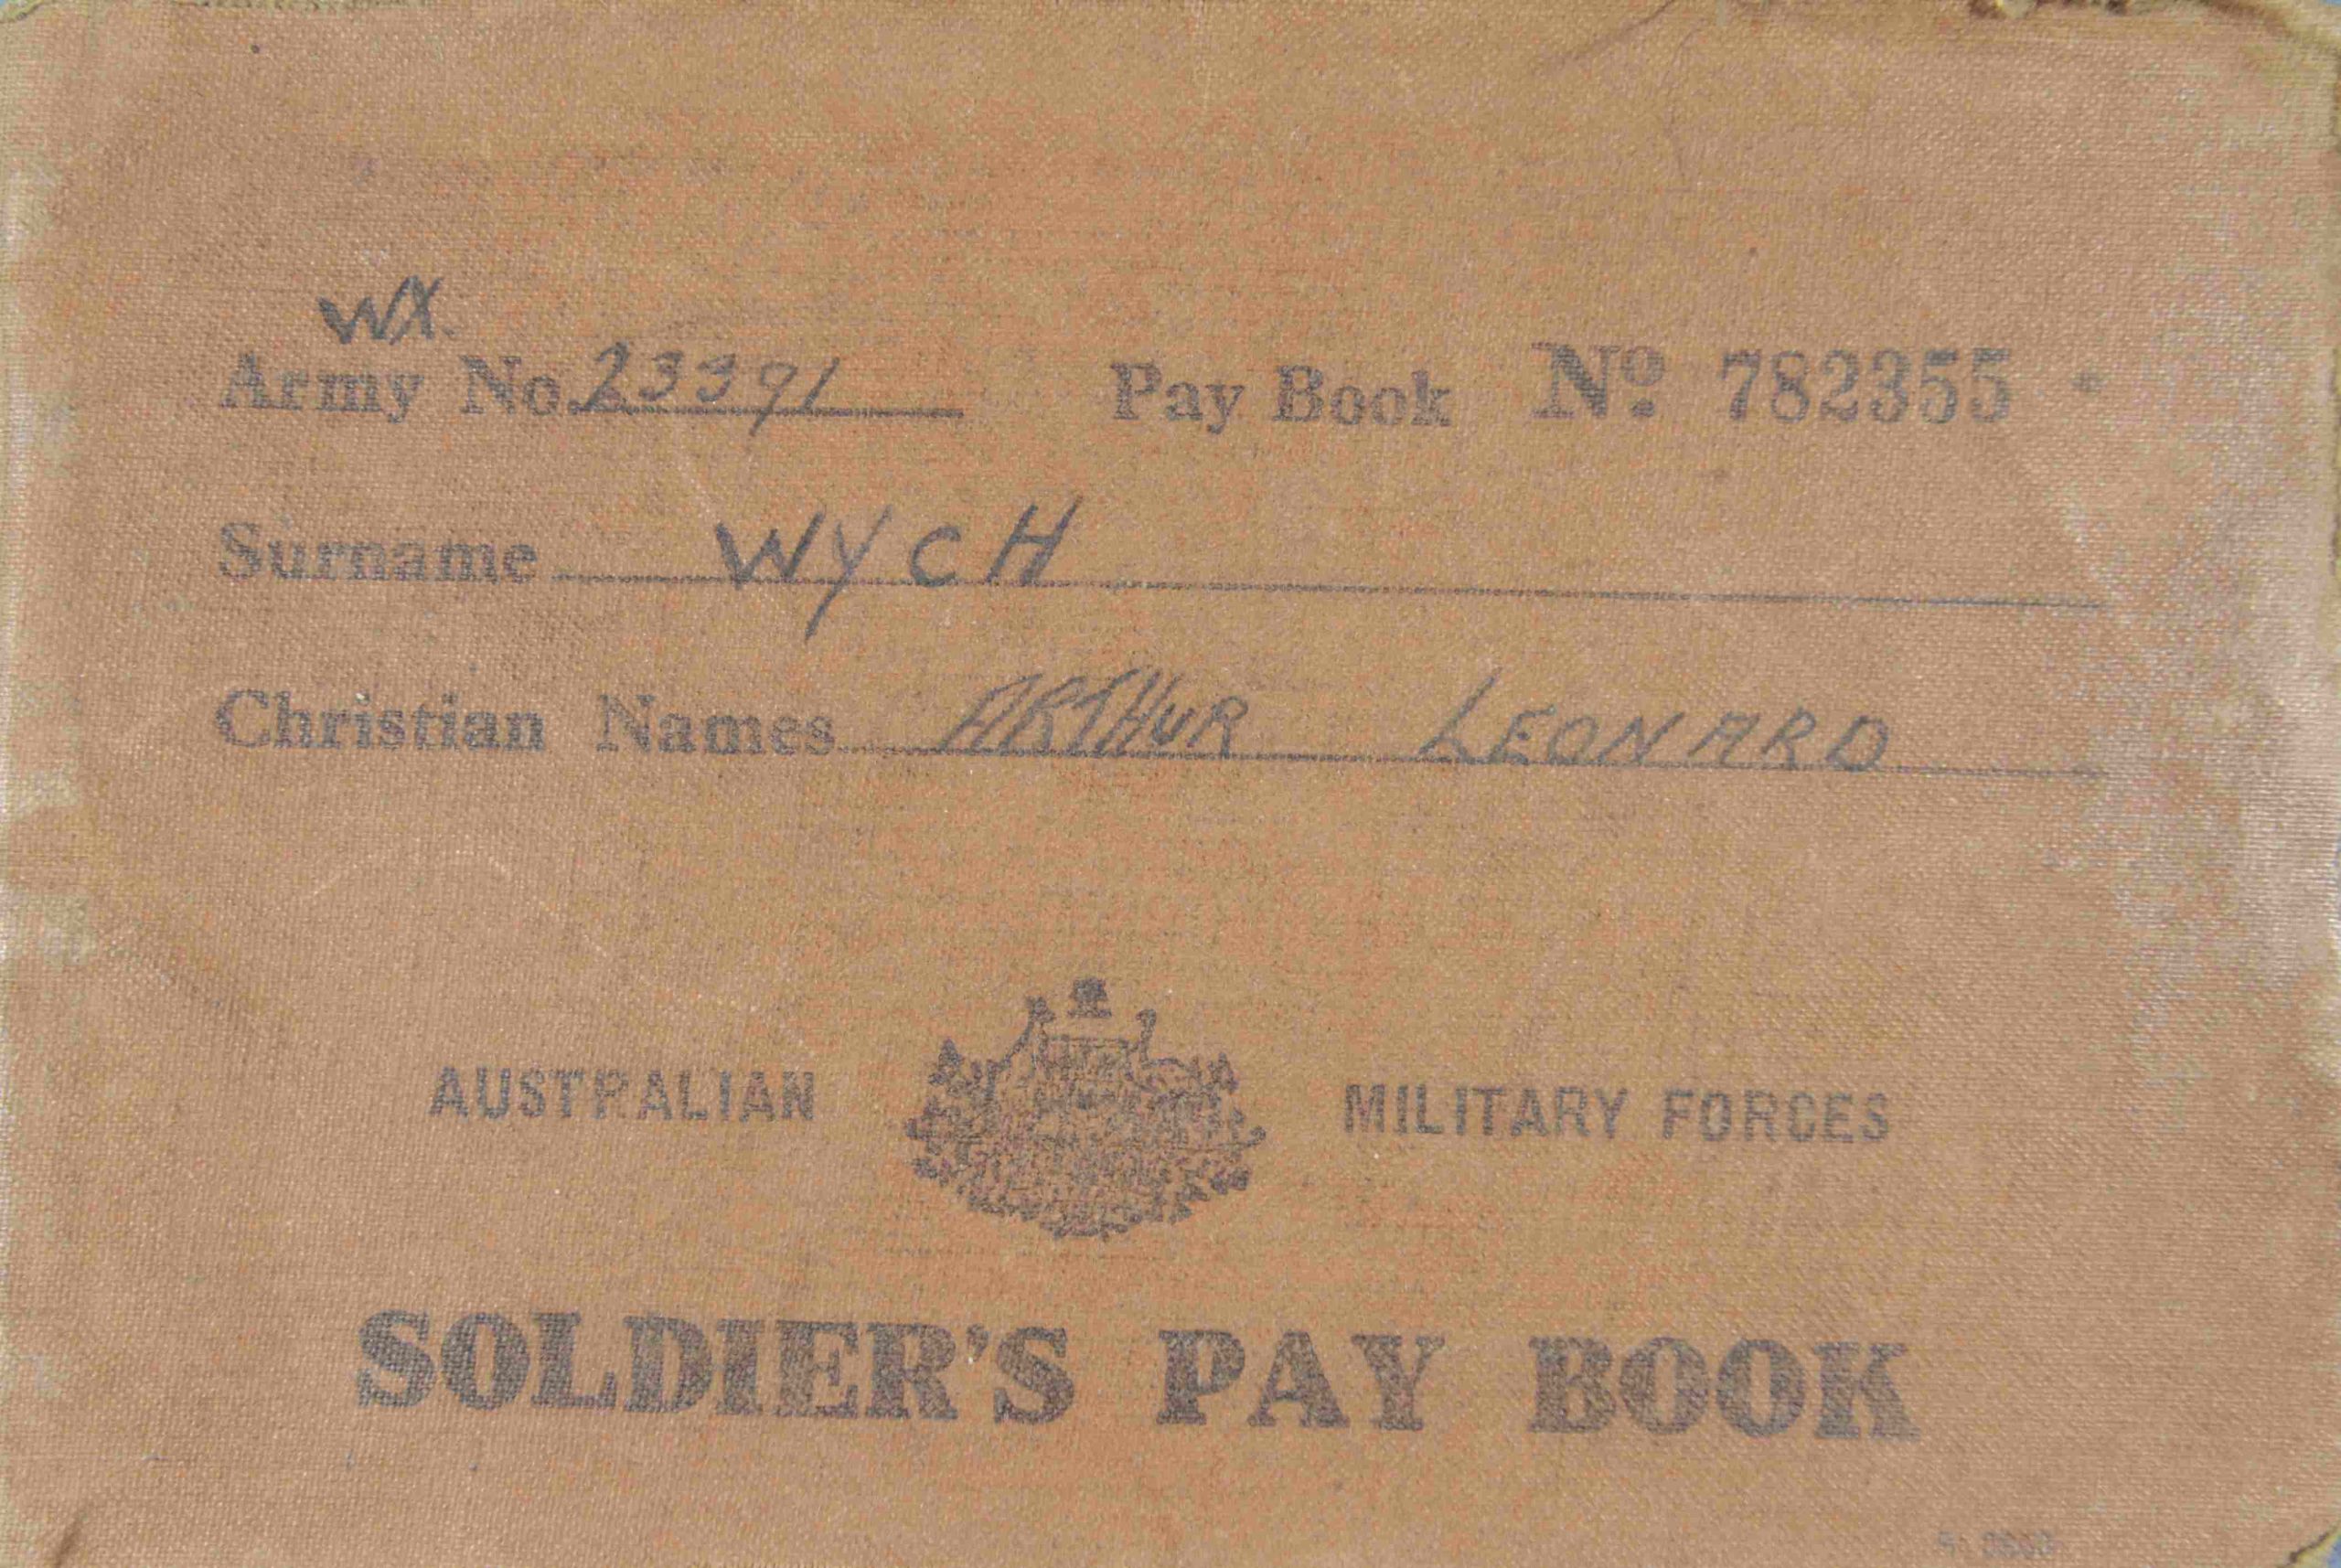 WX.
Army No. 23391 Pay Book Nº 782355
Surname WYCH
Christian Names ARTHUR LEONARD
AUSTRALIAN MILITARY FORCES
SOLDIER'S PAY BOOK